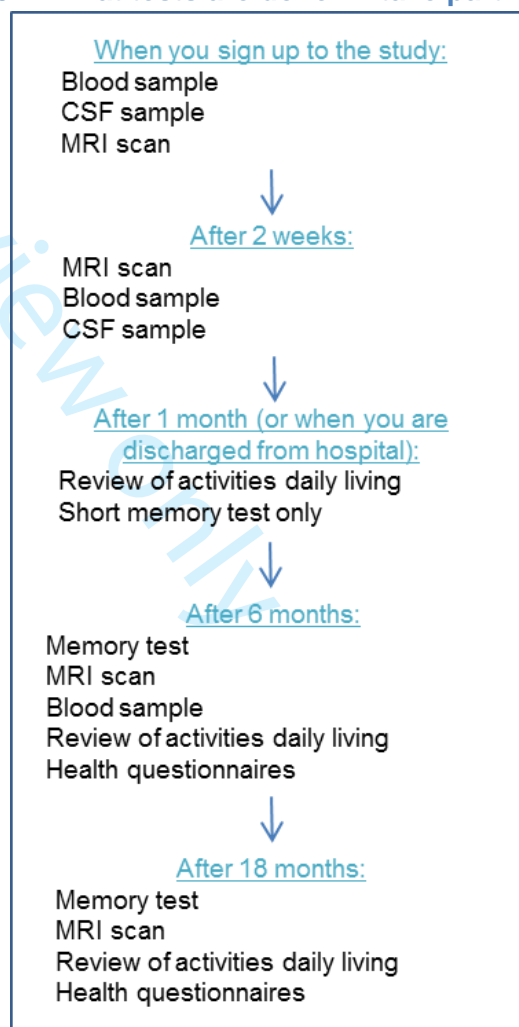 When you sign up to the study:
Blood sample
CSF sample
MRI scan
After 2 weeks:
MRI scan
Blood sample
CSF sample
After 1 month (or when you are
discharged from hospital):
Review of activities daily living
Short memory test only
After 6 months:
Memory test
MRI scan
Blood sample
Review of activities daily living
Health questionnaires
After 18 months:
Memory test
MRI scan
Review of activities daily living
Health questionnaires
view only